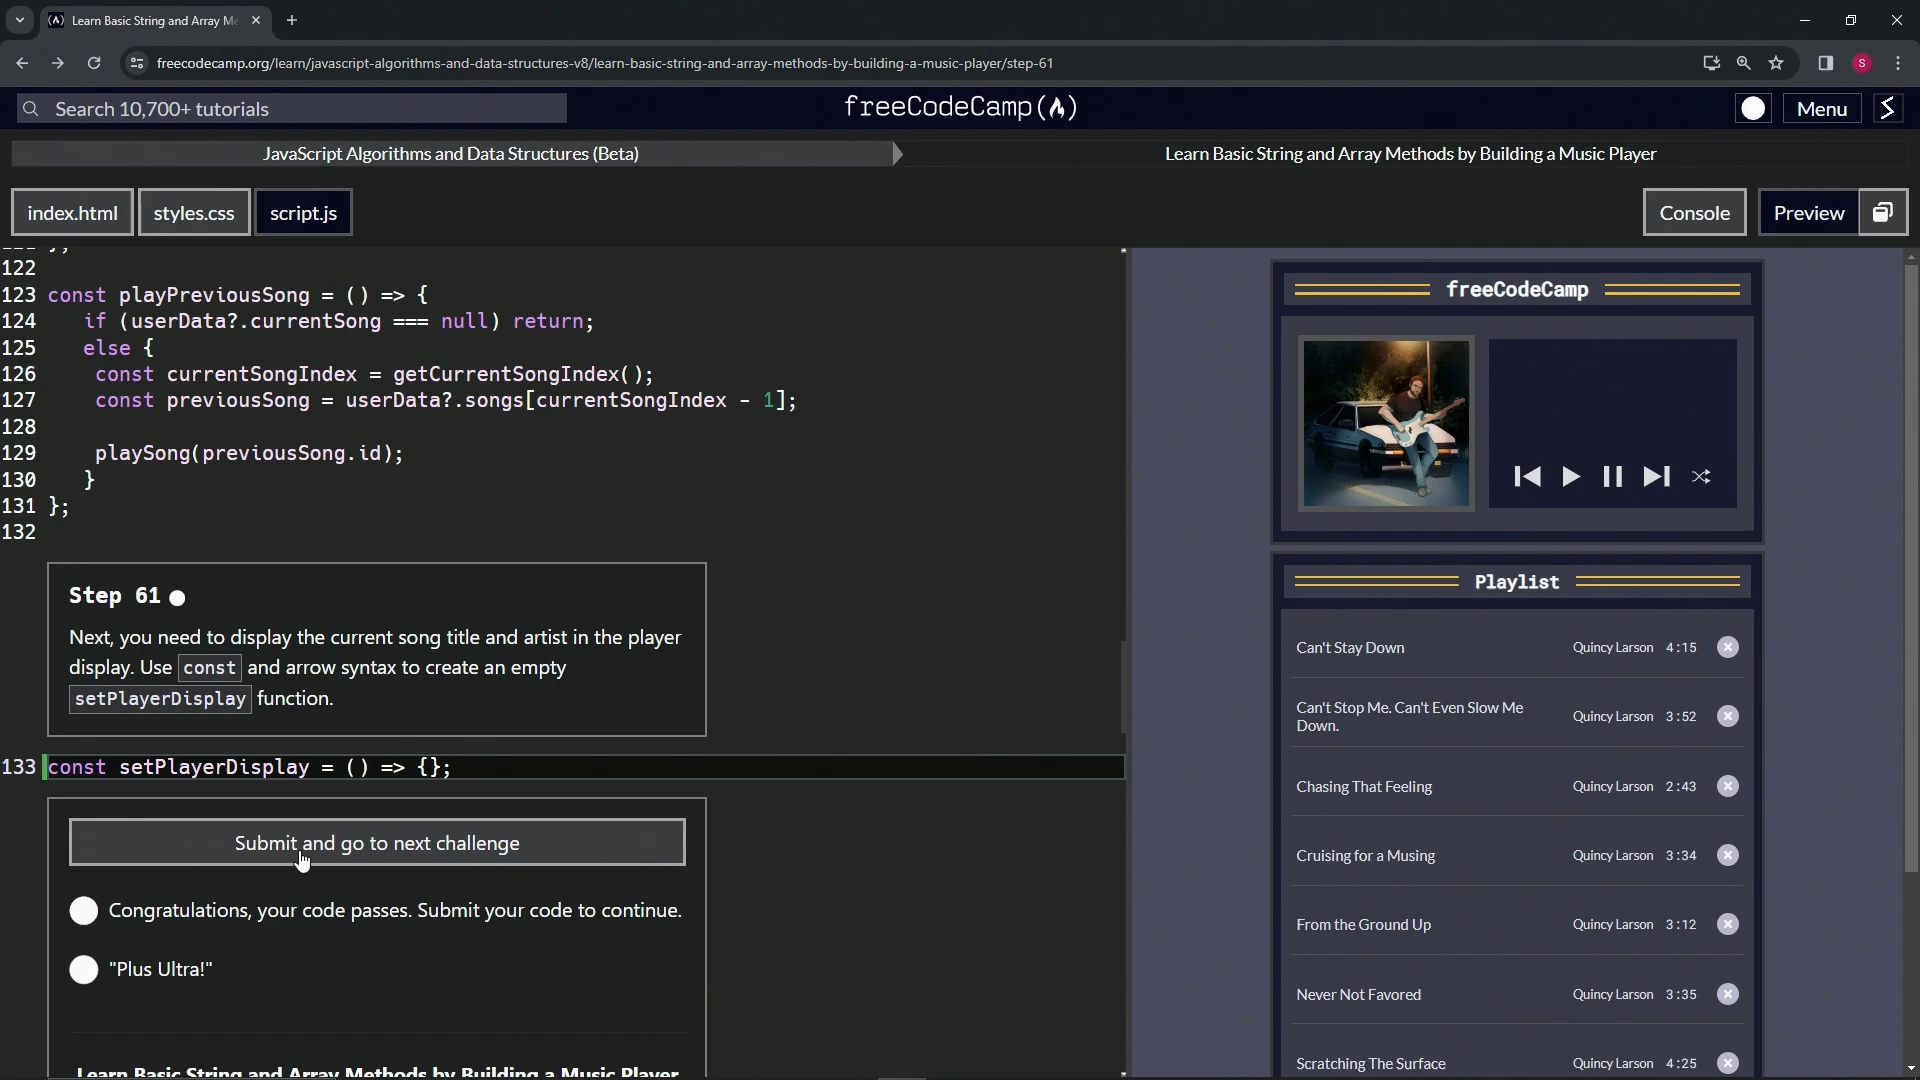 Learn Basic String and Array Me
freecodecamp.org/learn/javascript-algorithms-and-data-structures-v8/learn-basic-string-and-array-methods-by-building-a-music-player/step-61
S
Search 10,700+ tutorials
freeCodeCamp
Menu
JavaScript Algorithms and Data Structures (Beta)
Learn Basic String and Array Methods by Building a Music Player
index.html
styles.css
script.js
Console
Preview
122
123 const playPreviousSong = () => {
124 if (userData?.currentSong === null) return;
125 else {
126 const currentSongIndex = getCurrentSongIndex();
127 const previousSong = userData?.songs[currentSongIndex - 1];
128
129 playSong(previousSong.id);
130 }
131 };
132
Step 61
Next, you need to display the current song title and artist in the player
display. Use const and arrow syntax to create an empty
setPlayerDisplay function.
133 const setPlayerDisplay = () => {};
Submit and go to next challenge
Congratulations, your code passes. Submit your code to continue.
"Plus Ultra!"
Learn Basic String and Array Methods by Building a Music Player
freeCodeCamp
Playlist
Can't Stay Down Quincy Larson 4:15
Can't Stop Me. Can't Even Slow Me
Down. Quincy Larson 3:52
Chasing That Feeling Quincy Larson 2:43
Cruising for a Musing Quincy Larson 3:34
From the Ground Up Quincy Larson 3:12
Never Not Favored Quincy Larson 3:35
Scratching The Surface Quincy Larson 4:25